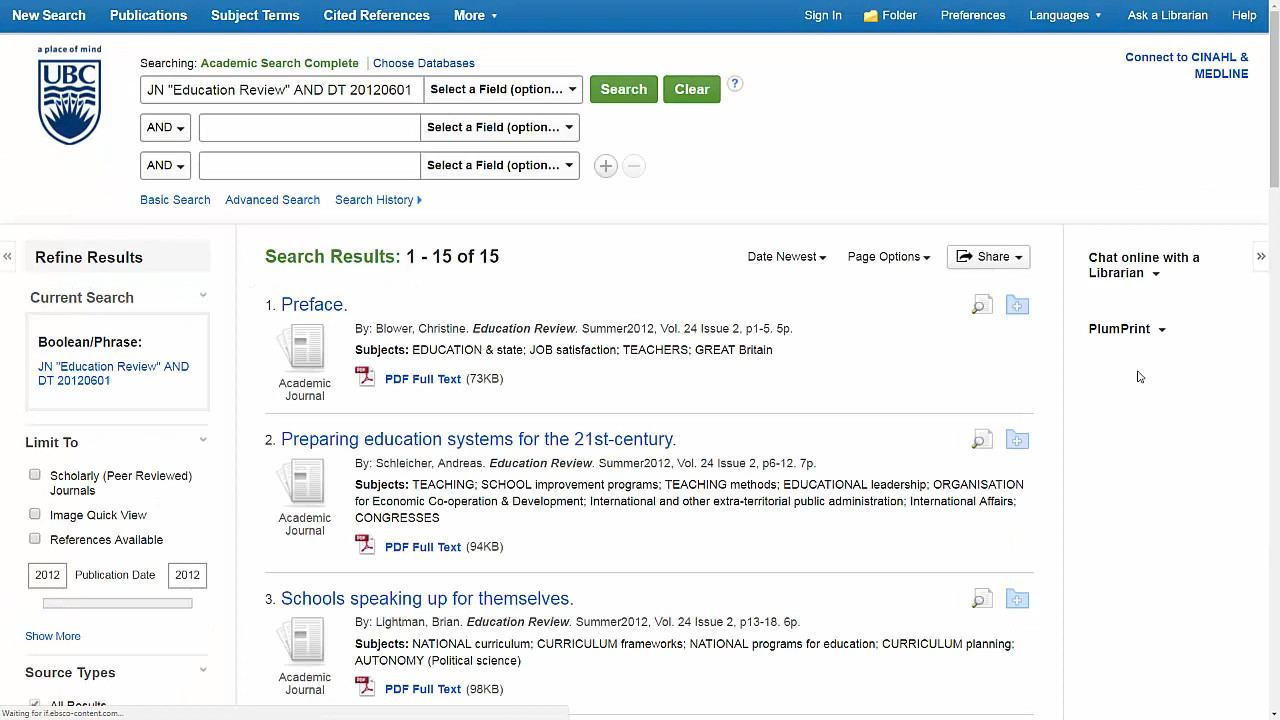 New Search Publications Subject Terms Cited References More Sign In Folder Preferences Languages Ask a Librarian Help
a place of mind
UBC
Searching: Academic Search Complete Choose Databases
Connect to CINAHL &
MEDLINE
JN "Education Review" AND DT 20120601 Select a Field (option... Search Clear ?
AND Select a Field (option...
AND Select a Field (option...
Basic Search Advanced Search Search History
Refine Results
Current Search
Boolean/Phrase:
JN "Education Review" AND
DT 20120601
Limit To
Scholarly (Peer Reviewed)
Journals
Image Quick View
References Available
2012 Publication Date 2012
Show More
Source Types
All Results
Search Results: 1 - 15 of 15 Date Newest Page Options Share
1. Preface.
By: Blower, Christine. Education Review. Summer2012, Vol. 24 Issue 2, p1-5. 5p.
Subjects: EDUCATION & state; JOB satisfaction; TEACHERS; GREAT Britain
PDF Full Text (73KB)
Academic
Journal
2. Preparing education systems for the 21st-century.
By: Schleicher, Andreas. Education Review. Summer2012, Vol. 24 Issue 2, p6-12. 7p.
Subjects: TEACHING; SCHOOL improvement programs; TEACHING methods; EDUCATIONAL leadership; ORGANISATION
for Economic Co-operation & Development; International and other extra-territorial public administration; International Affairs;
CONGRESSES
PDF Full Text (94KB)
Academic
Journal
3. Schools speaking up for themselves.
By: Lightman, Brian. Education Review. Summer2012, Vol. 24 Issue 2, p13-18. 6p.
Subjects: NATIONAL curriculum; CURRICULUM frameworks; NATIONAL programs for education; CURRICULUM planning;
AUTONOMY (Political science)
PDF Full Text (98KB)
Academic
Journal
Chat online with a
Librarian
PlumPrint
Waiting for if.ebsco-content.com...